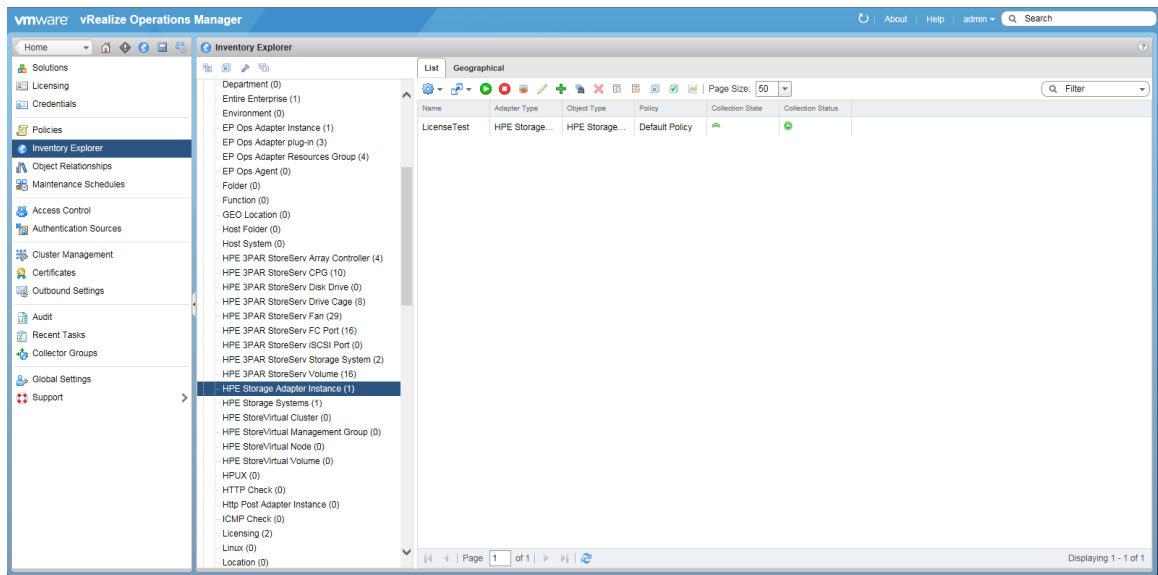 vmware vRealize Operations Manager
About Help admin Search
Home
Solutions
Licensing
Credentials
Policies
Inventory Explorer
Object Relationships
Maintenance Schedules
Access Control
Authentication Sources
Cluster Management
Certificates
Outbound Settings
Audit
Recent Tasks
Collector Groups
Global Settings
Support
Inventory Explorer ?
Department (0)
Entire Enterprise (1)
Environment (0)
EP Ops Adapter Instance (1)
EP Ops Adapter plug-in (3)
EP Ops Adapter Resources Group (4)
EP Ops Agent (0)
Folder (0)
Function (0)
GEO Location (0)
Host Folder (0)
Host System (0)
HPE 3PAR StoreServ Array Controller (4)
HPE 3PAR StoreServ CPG (10)
HPE 3PAR StoreServ Disk Drive (0)
HPE 3PAR StoreServ Drive Cage (8)
HPE 3PAR StoreServ Fan (29)
HPE 3PAR StoreServ FC Port (16)
HPE 3PAR StoreServ iSCSI Port (0)
HPE 3PAR StoreServ Storage System (2)
HPE 3PAR StoreServ Volume (16)
HPE Storage Adapter Instance (1)
HPE Storage Systems (1)
HPE StoreVirtual Cluster (0)
HPE StoreVirtual Management Group (0)
HPE StoreVirtual Node (0)
HPE StoreVirtual Volume (0)
HPUX (0)
HTTP Check (0)
Http Post Adapter Instance (0)
ICMP Check (0)
Licensing (2)
Linux (0)
Location (0)
List Geographical
Page Size: 50 Filter
Name Adapter Type Object Type Policy Collection State Collection Status
LicenseTest HPE Storage... HPE Storage... Default Policy
Page 1 of 1 Displaying 1 - 1 of 1